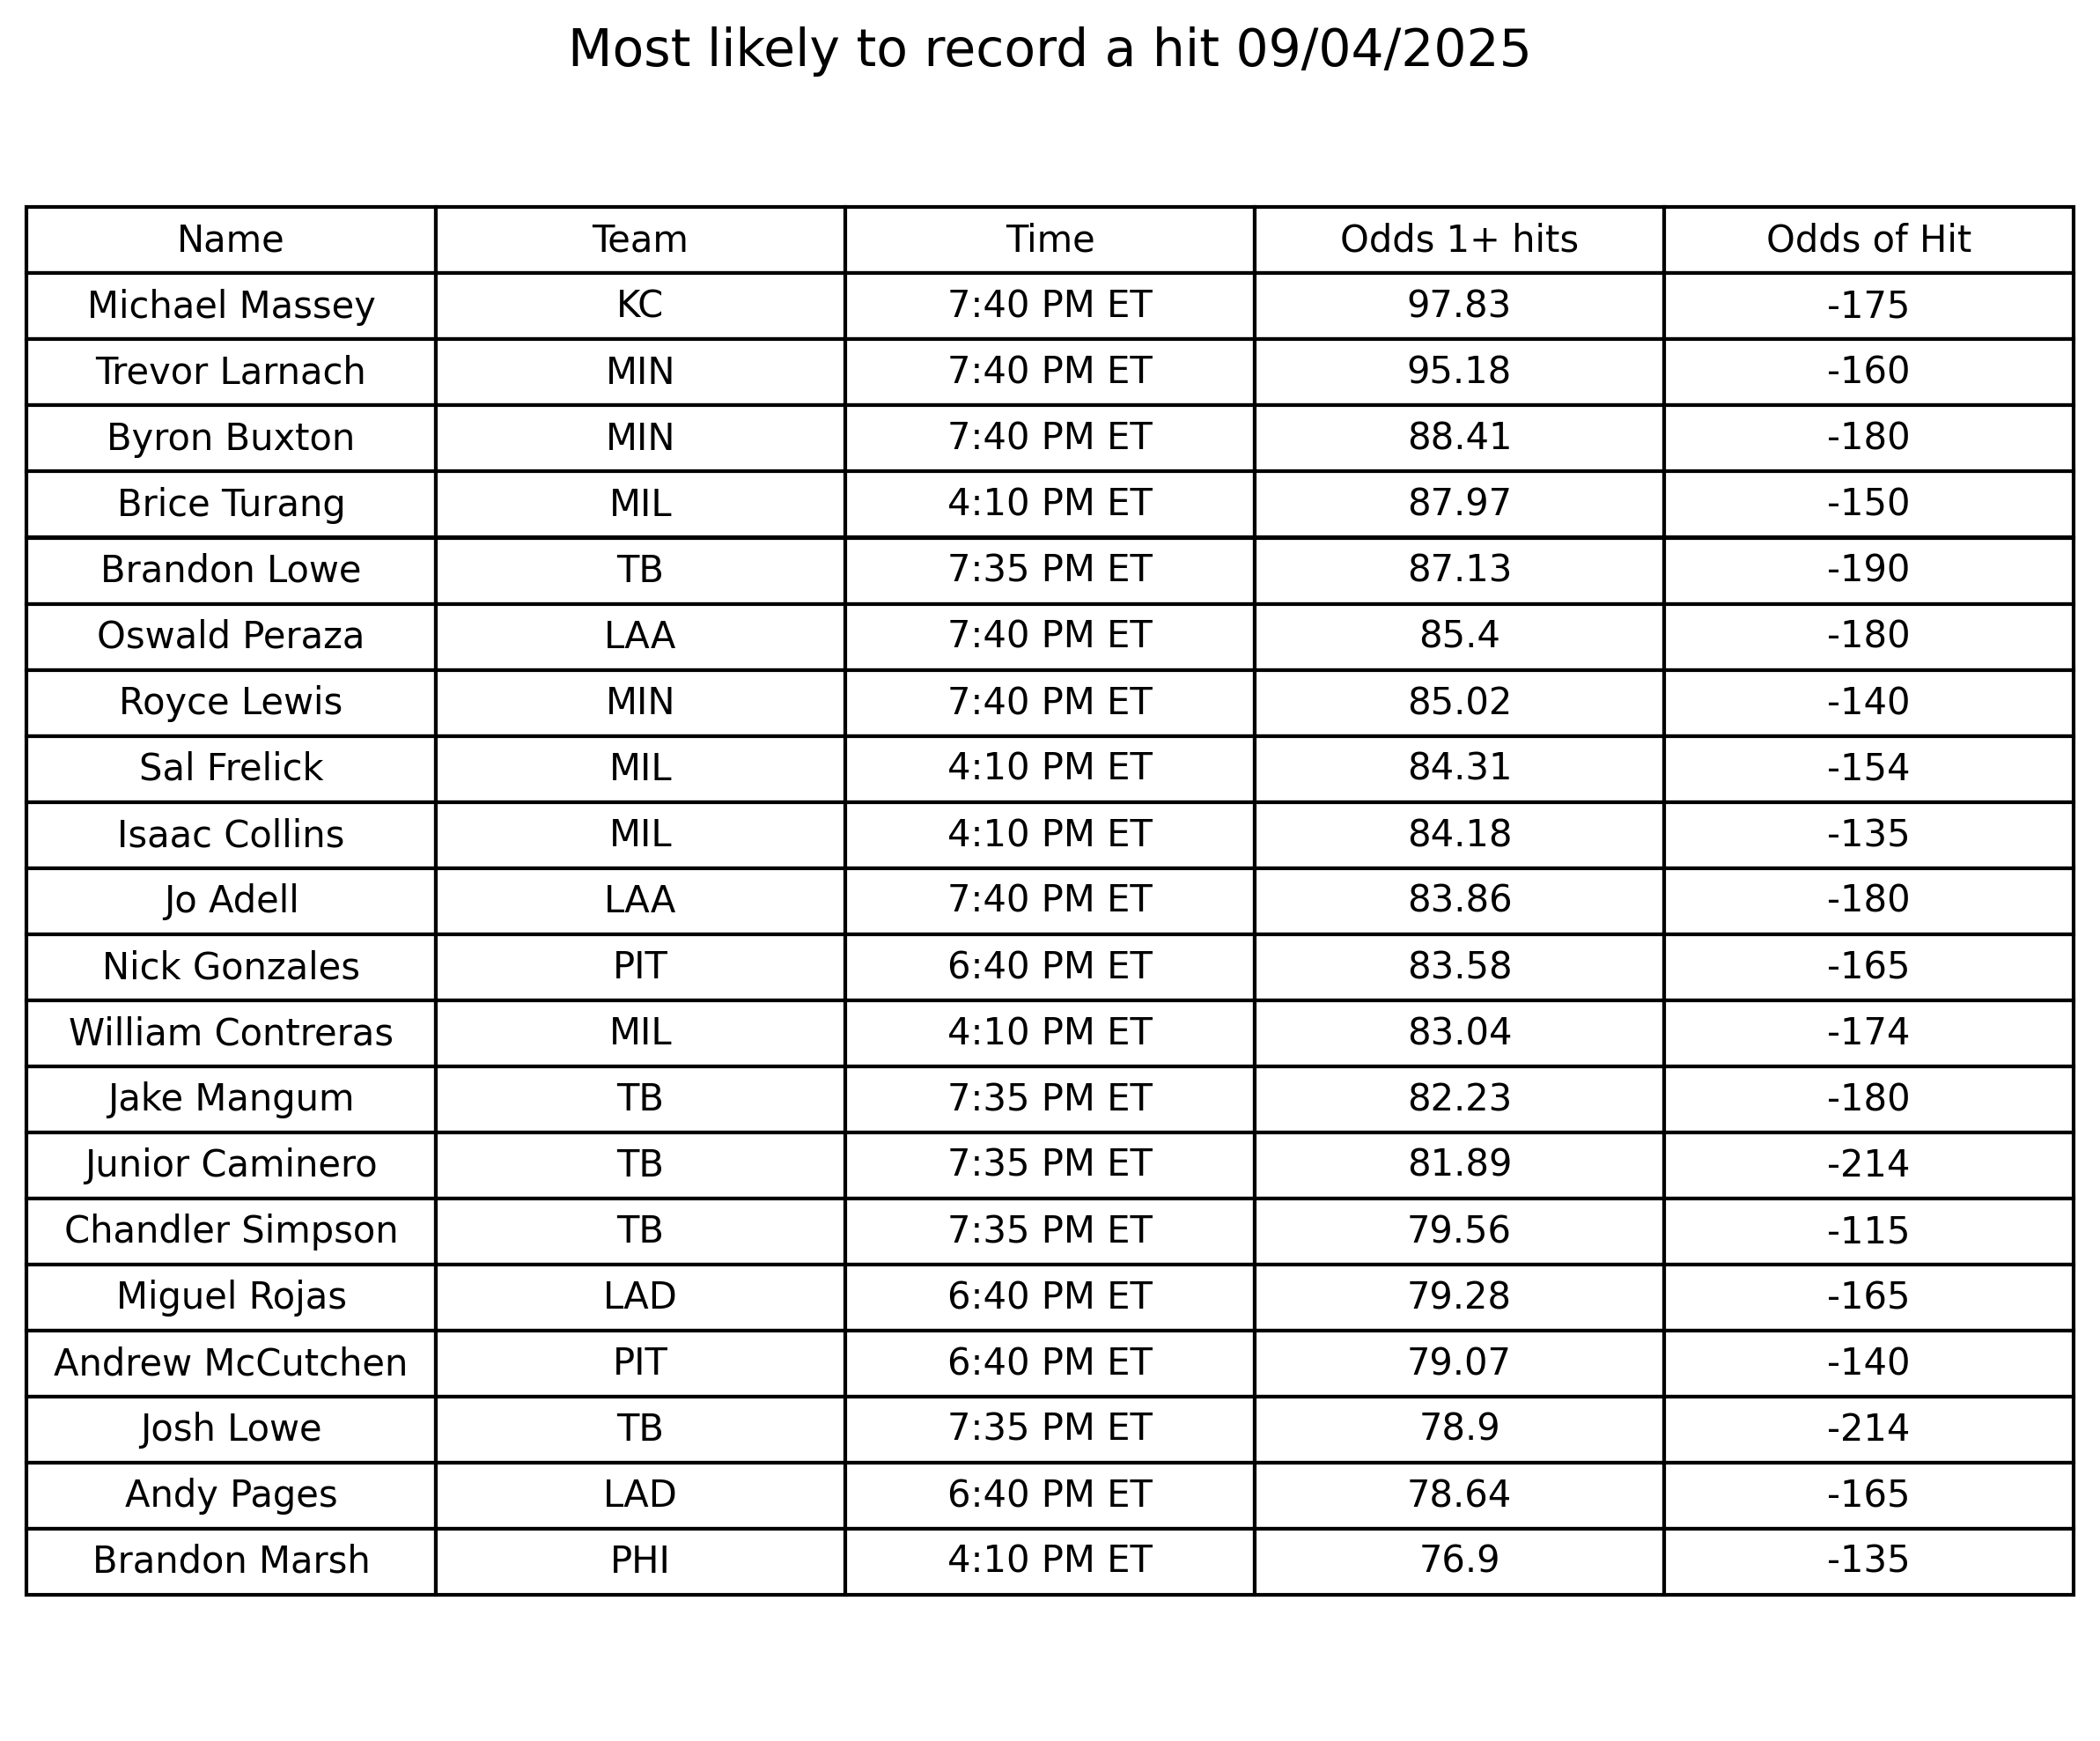 Most likely to record a hit 09/04/2025
Name Team Time Odds 1+ hits Odds of Hit
Michael Massey KC 7:40 PM ET 97.83 -175
Trevor Larnach MIN 7:40 PM ET 95.18 -160
Byron Buxton MIN 7:40 PM ET 88.41 -180
Brice Turang MIL 4:10 PM ET 87.97 -150
Brandon Lowe TB 7:35 PM ET 87.13 -190
Oswald Peraza LAA 7:40 PM ET 85.4 -180
Royce Lewis MIN 7:40 PM ET 85.02 -140
Sal Frelick MIL 4:10 PM ET 84.31 -154
Isaac Collins MIL 4:10 PM ET 84.18 -135
Jo Adell LAA 7:40 PM ET 83.86 -180
Nick Gonzales PIT 6:40 PM ET 83.58 -165
William Contreras MIL 4:10 PM ET 83.04 -174
Jake Mangum TB 7:35 PM ET 82.23 -180
Junior Caminero TB 7:35 PM ET 81.89 -214
Chandler Simpson TB 7:35 PM ET 79.56 -115
Miguel Rojas LAD 6:40 PM ET 79.28 -165
Andrew McCutchen PIT 6:40 PM ET 79.07 -140
Josh Lowe TB 7:35 PM ET 78.9 -214
Andy Pages LAD 6:40 PM ET 78.64 -165
Brandon Marsh PHI 4:10 PM ET 76.9 -135